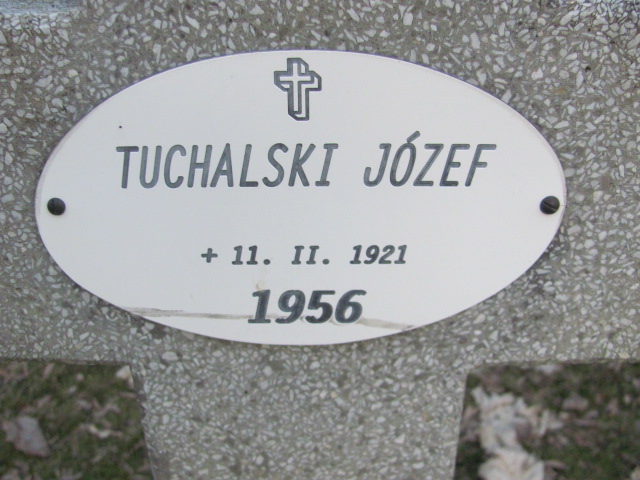 TUCHALSKI JÓZEF
+ 11. II. 1921
1956